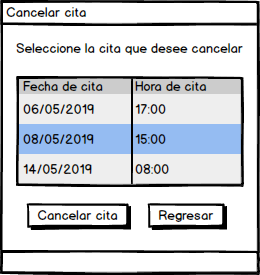 Cancelar cita
Seleccione la cita que desee cancelar
Fecha de cita Hora de cita
06/05/2019 17:00
08/05/2019 15:00
14/05/2019 08:00
Cancelar cita Regresar